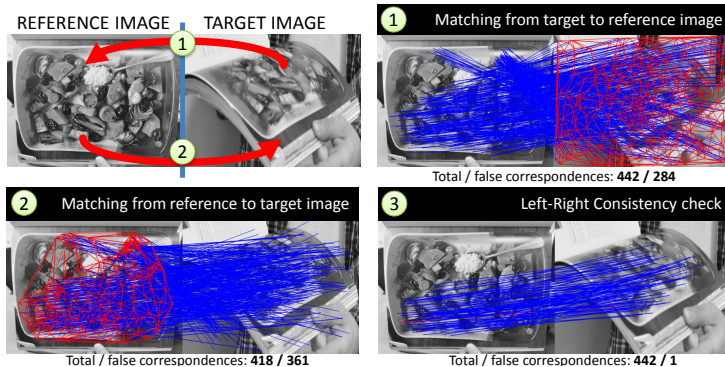 REFERENCE IMAGE
TARGET IMAGE
1
2
1
Matching from target to reference image
Total / false correspondences: 442 / 284
2
Matching from reference to target image
Total / false correspondences: 418 / 361
3
Left-Right Consistency check
Total / false correspondences: 442 / 1